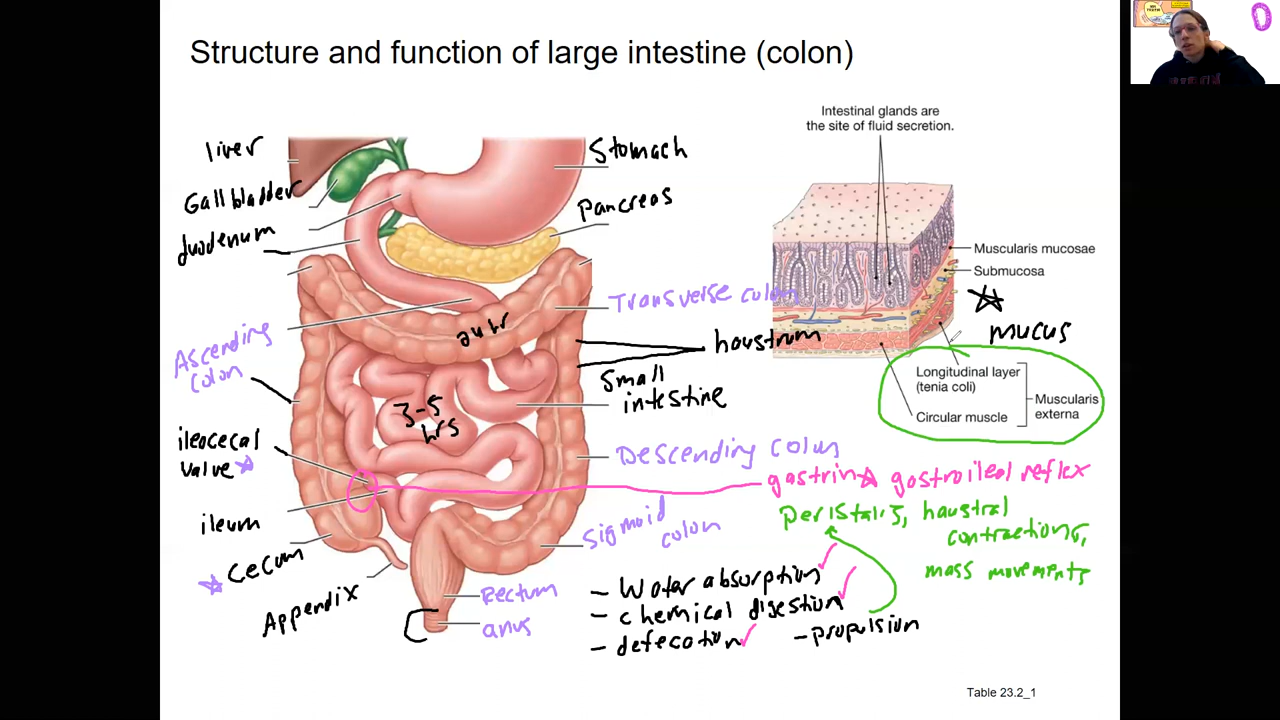 Structure and function of large intestine (colon)
Intestinal glands are
the site of fluid secretion.
liver
Gallbladder
duodenum
Stomach
Pancreas
Muscularis mucosae
Submucosa
mucus
Transverse colon
haustrum
Ascending
colon
Small
intestine
3-5
hrs
Longitudinal layer
(tenia coli)
Circular muscle
Muscularis
externa
ileocecal
valve
Descending colon
gastrin gastroileal reflex
ileum
Sigmoid
colon
peristalis, haustral
contractions,
mass movements
cecum
Appendix
Rectum
anus
- Water absorption
- chemical digestion
- defecation
- propulsion
Table 23.2_1